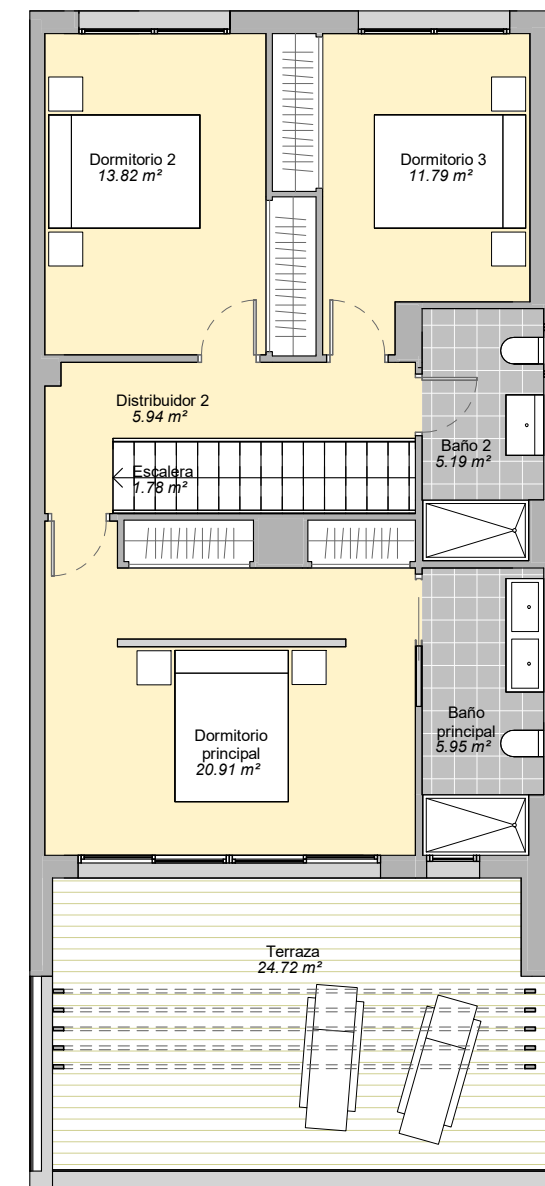 Dormitorio 2
13.82 m²
Dormitorio 3
11.79 m²
Distribuidor 2
5.94 m²
Escalera
1.78 m²
Baño 2
5.19 m²
Baño
principal
5.95 m²
Dormitorio
principal
20.91 m²
Terraza
24.72 m²